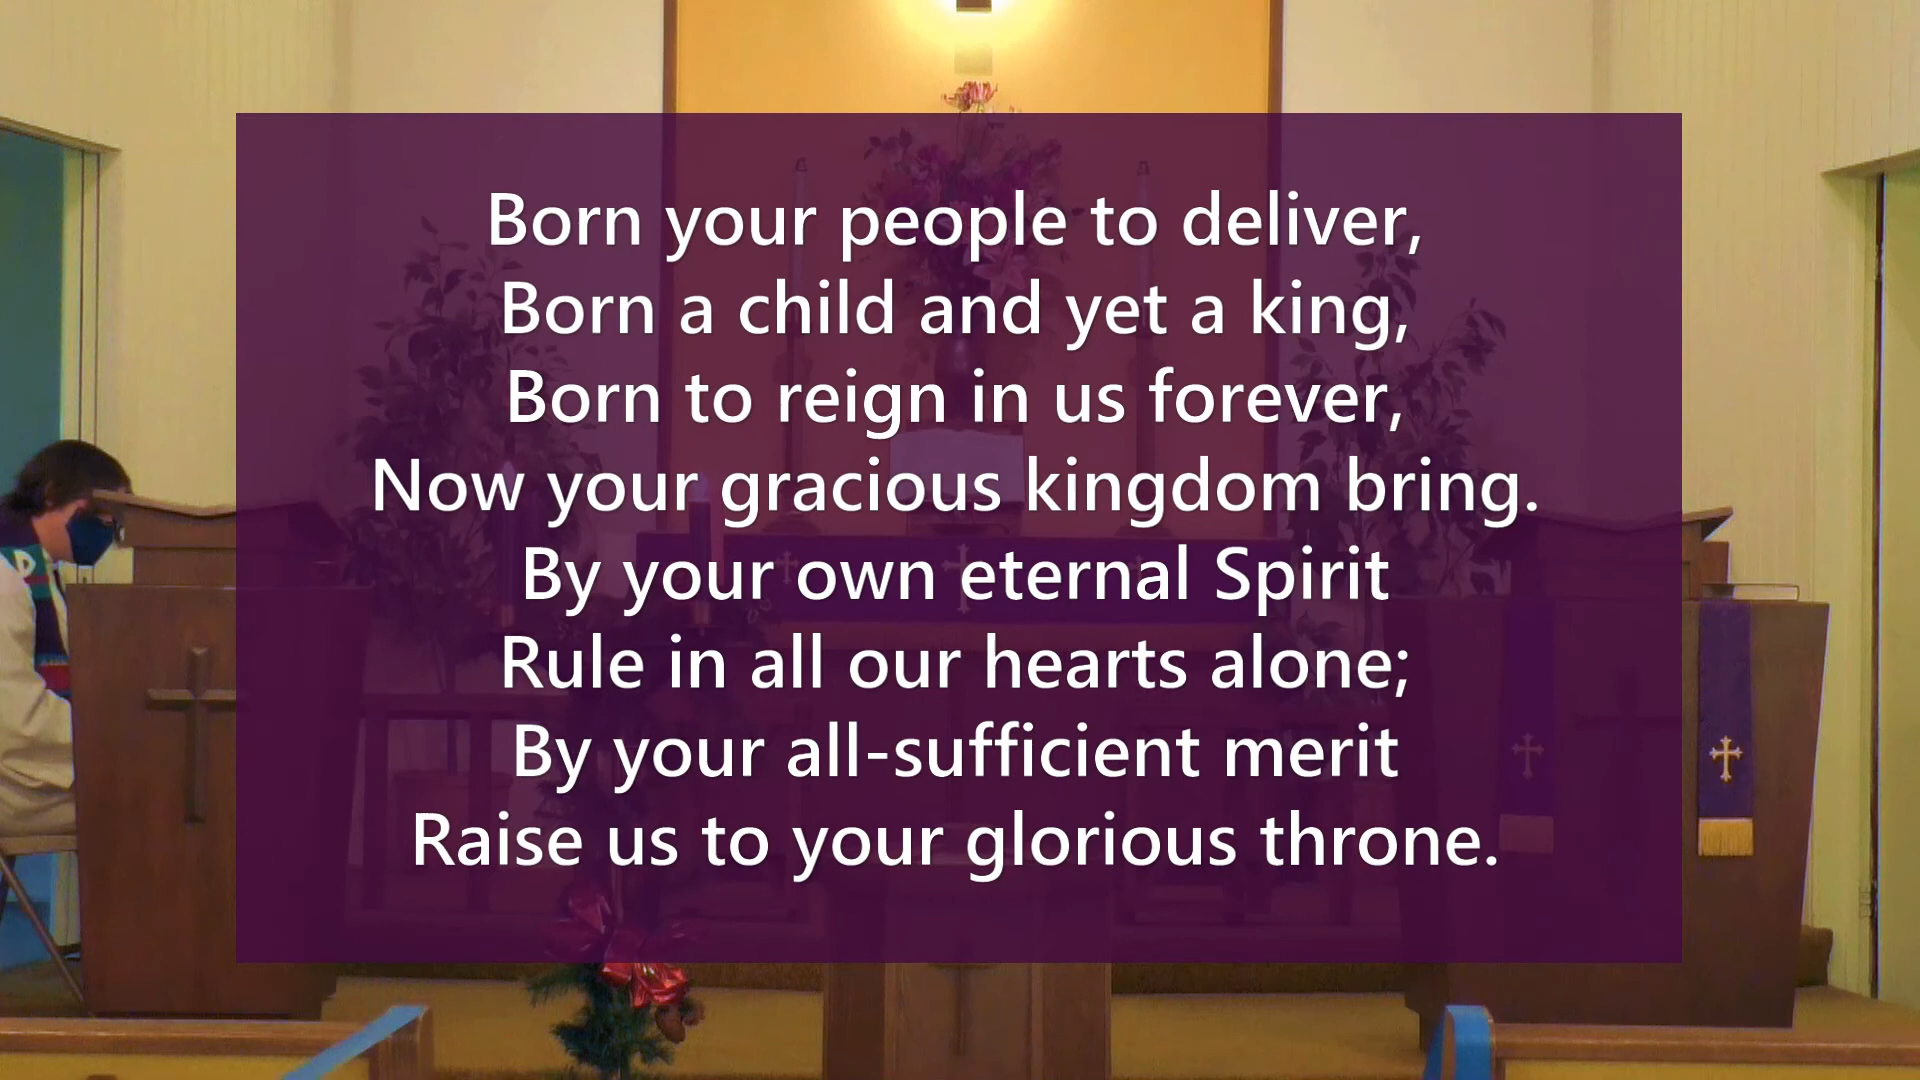 Born your people to deliver,
Born a child and yet a king,
Born to reign in us forever,
Now your gracious kingdom bring.
By your own eternal Spirit
Rule in all our hearts alone;
By your all-sufficient merit
Raise us to your glorious throne.